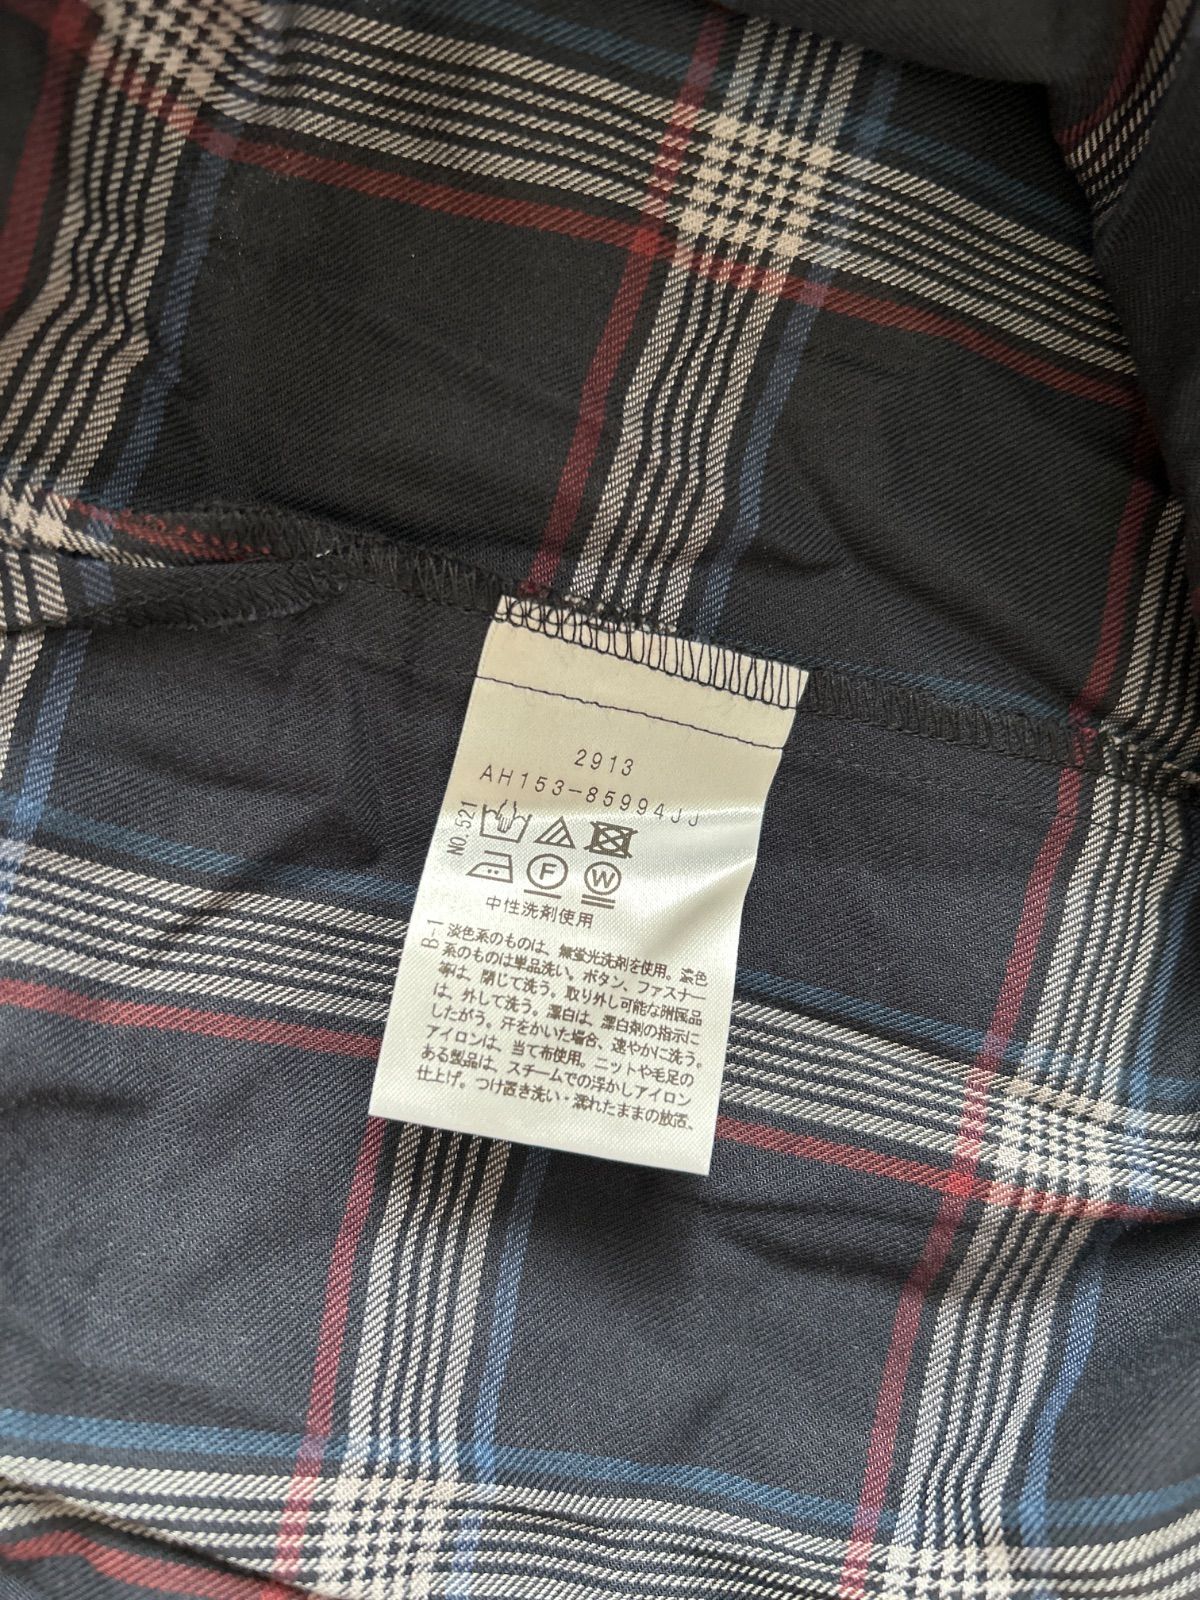 2913
AH153-85994JJ
NO.521
F
W
中性洗剤使用
B-1
淡色系のものは、無蛍光洗剤を使用。濃色
系のものは単品洗い。ボタン、ファスナー
等は、閉じて洗う。取り外し可能な附属品
は、外して洗う。漂白は、漂白剤の指示に
したがう。汗をかいた場合、速やかに洗う。
アイロンは、当て布使用。ニットや毛足の
ある製品は、スチームでの浮かしアイロン
仕上げ。つけ置き洗い・濡れたままの放置、